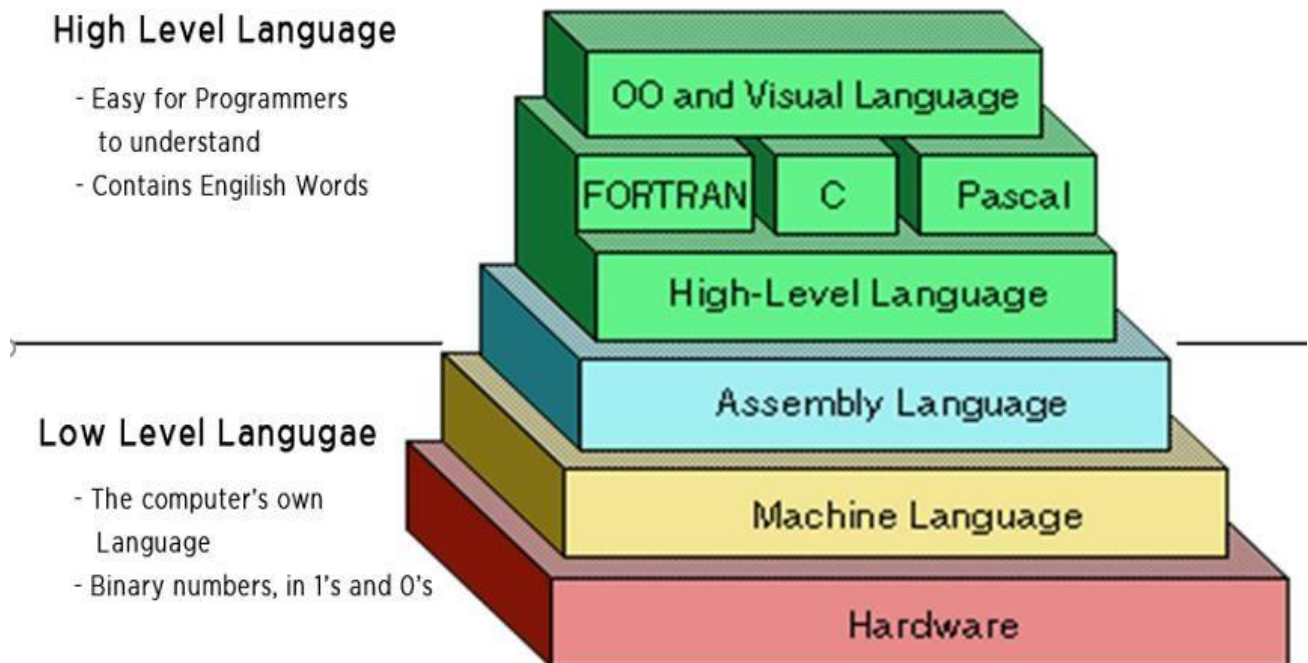 High Level Language
- Easy for Programmers
to understand
- Contains Engilish Words
OO and Visual Language
FORTRAN
C
Pascal
High-Level Language
Assembly Language
Low Level Langugae
- The computer's own
Language
- Binary numbers, in 1's and 0's
Machine Language
Hardware